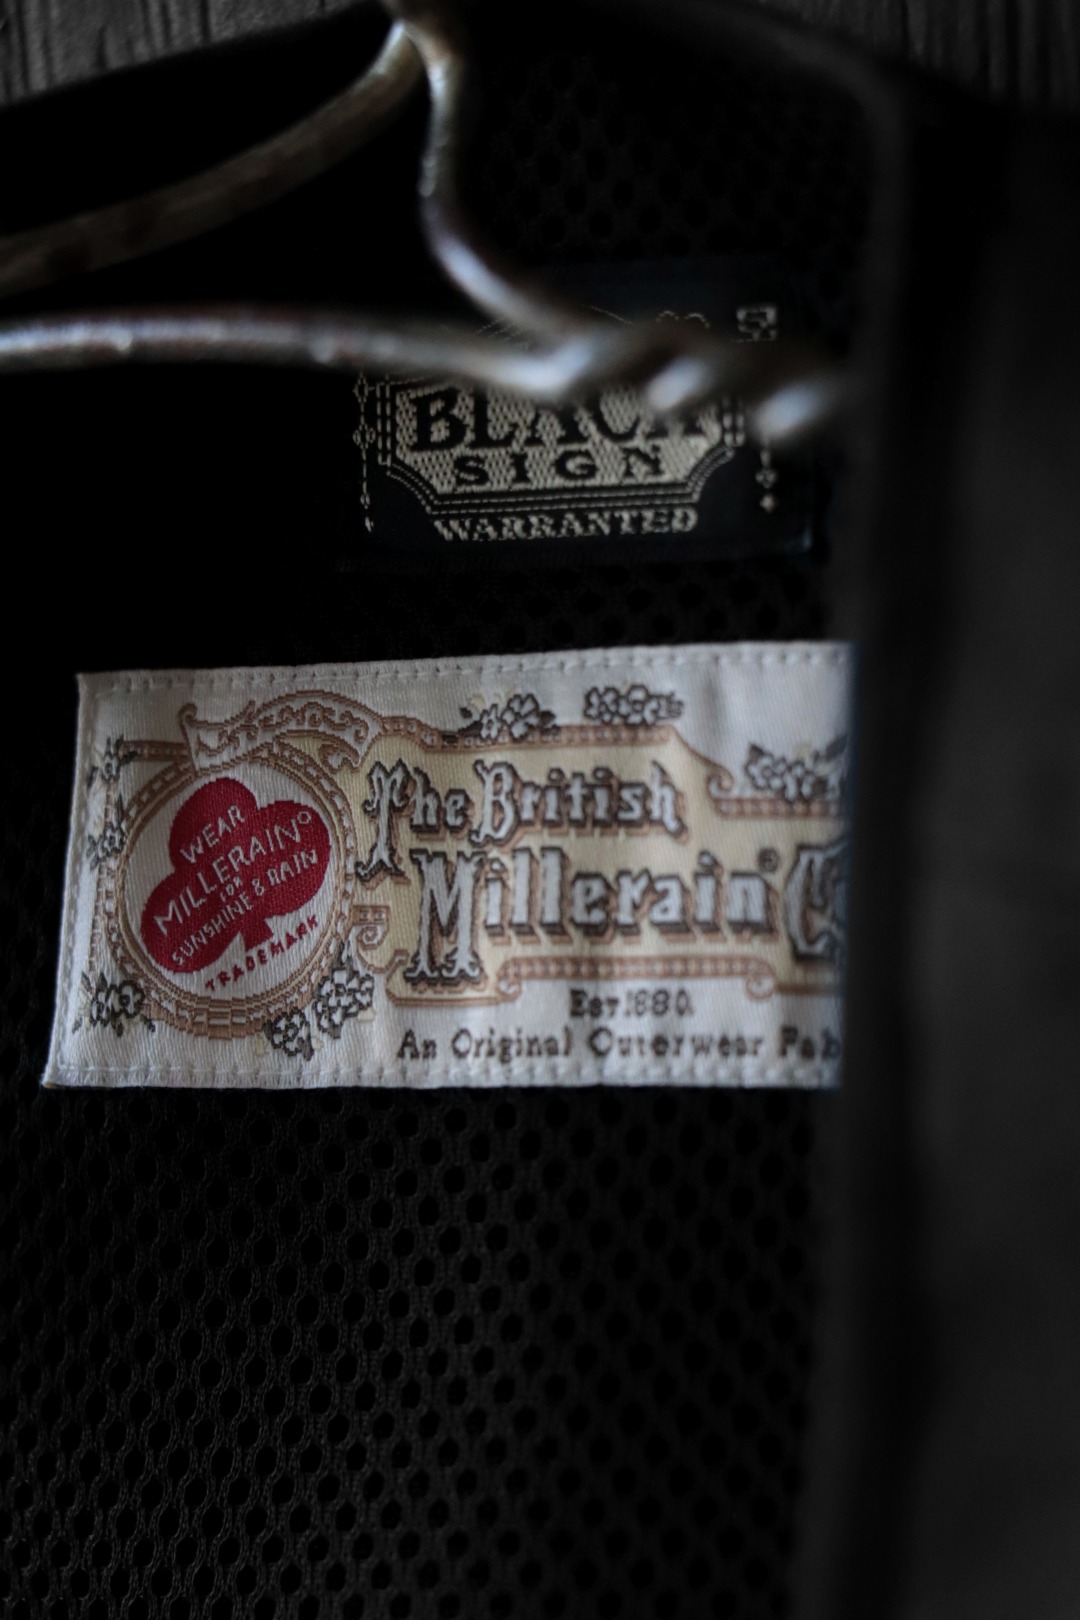 BLACK
SIGN
WARRANTED
WEAR
MILLERAIN
FOR
SUNSHINE & RAIN
TRADEMARK
The British
Millerain®
EST.1880.
An Original Outerwear